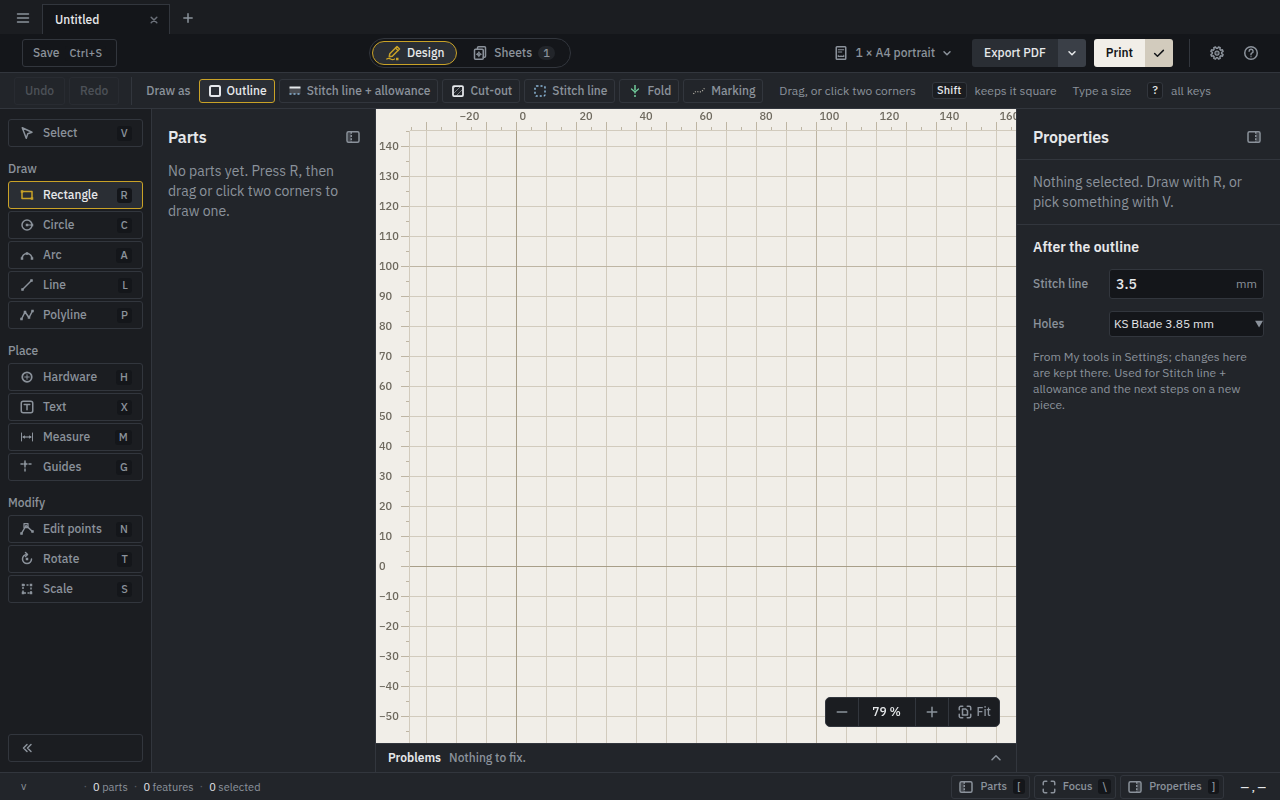 Untitled
Save Ctrl+S
Design
Sheets 1
1 × A4 portrait
Export PDF
Print
Undo
Redo
Draw as
Outline
Stitch line + allowance
Cut-out
Stitch line
Fold
Marking
Drag, or click two corners
Shift keeps it square
Type a size
? all keys
Select V
Draw
Rectangle R
Circle C
Arc A
Line L
Polyline P
Place
Hardware H
Text X
Measure M
Guides G
Modify
Edit points N
Rotate T
Scale S
Parts
No parts yet. Press R, then
drag or click two corners to
draw one.
−20 0 20 40 60 80 100 120 140 160
140
130
120
110
100
90
80
70
60
50
40
30
20
10
0
−10
−20
−30
−40
−50
79 %
Fit
Problems Nothing to fix.
Properties
Nothing selected. Draw with R, or
pick something with V.
After the outline
Stitch line 3.5 mm
Holes KS Blade 3.85 mm
From My tools in Settings; changes here
are kept there. Used for Stitch line +
allowance and the next steps on a new
piece.
v
· 0 parts · 0 features · 0 selected
Parts [
Focus \
Properties ]
–,–